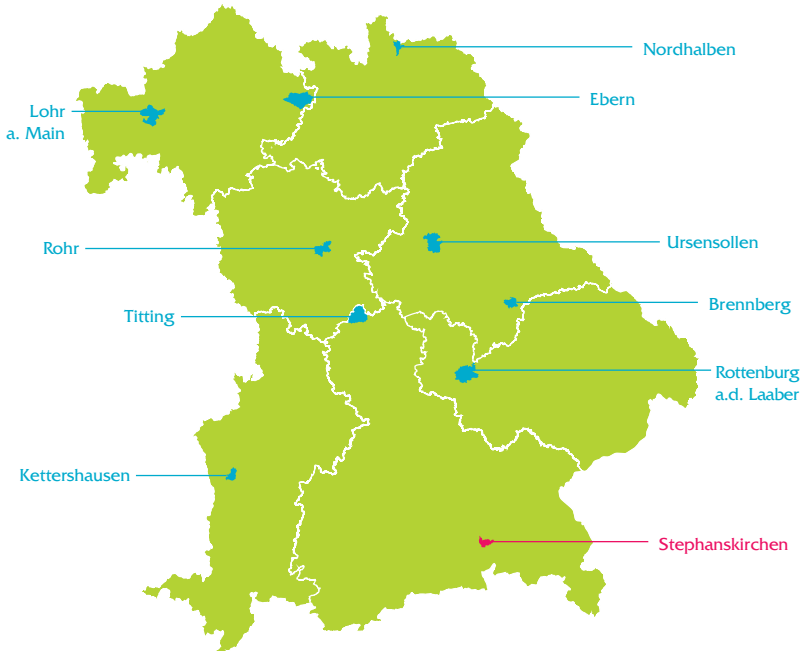 Nordhalben
Ebern
Lohr
a. Main
Rohr
Ursensollen
Brennberg
Titting
Rottenburg
a.d. Laaber
Kettershausen
Stephanskirchen